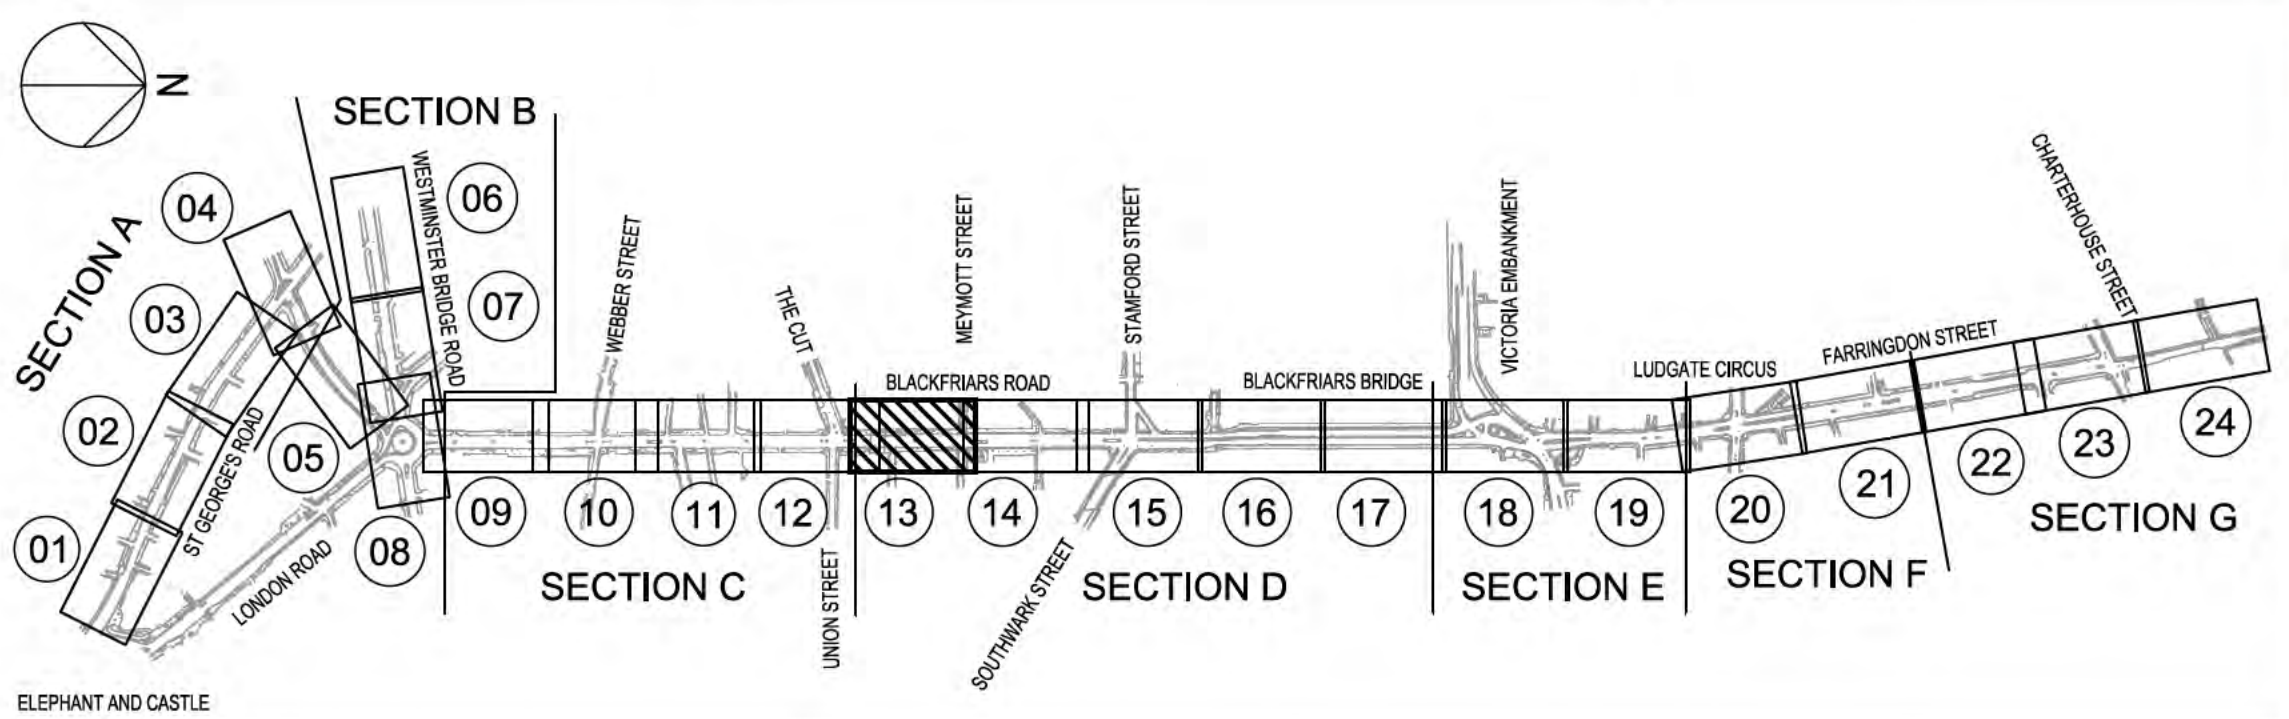 N
SECTION A
SECTION B
01
02
03
04
05
06
07
08
ST GEORGE'S ROAD
LONDON ROAD
WESTMINSTER BRIDGE ROAD
ELEPHANT AND CASTLE
WEBBER STREET
THE CUT
UNION STREET
09
10
11
12
SECTION C
BLACKFRIARS ROAD
MEYMOTT STREET
STAMFORD STREET
SOUTHWARK STREET
BLACKFRIARS BRIDGE
13
14
15
16
17
SECTION D
VICTORIA EMBANKMENT
18
19
SECTION E
LUDGATE CIRCUS
FARRINGDON STREET
20
21
SECTION F
CHARTERHOUSE STREET
22
23
24
SECTION G